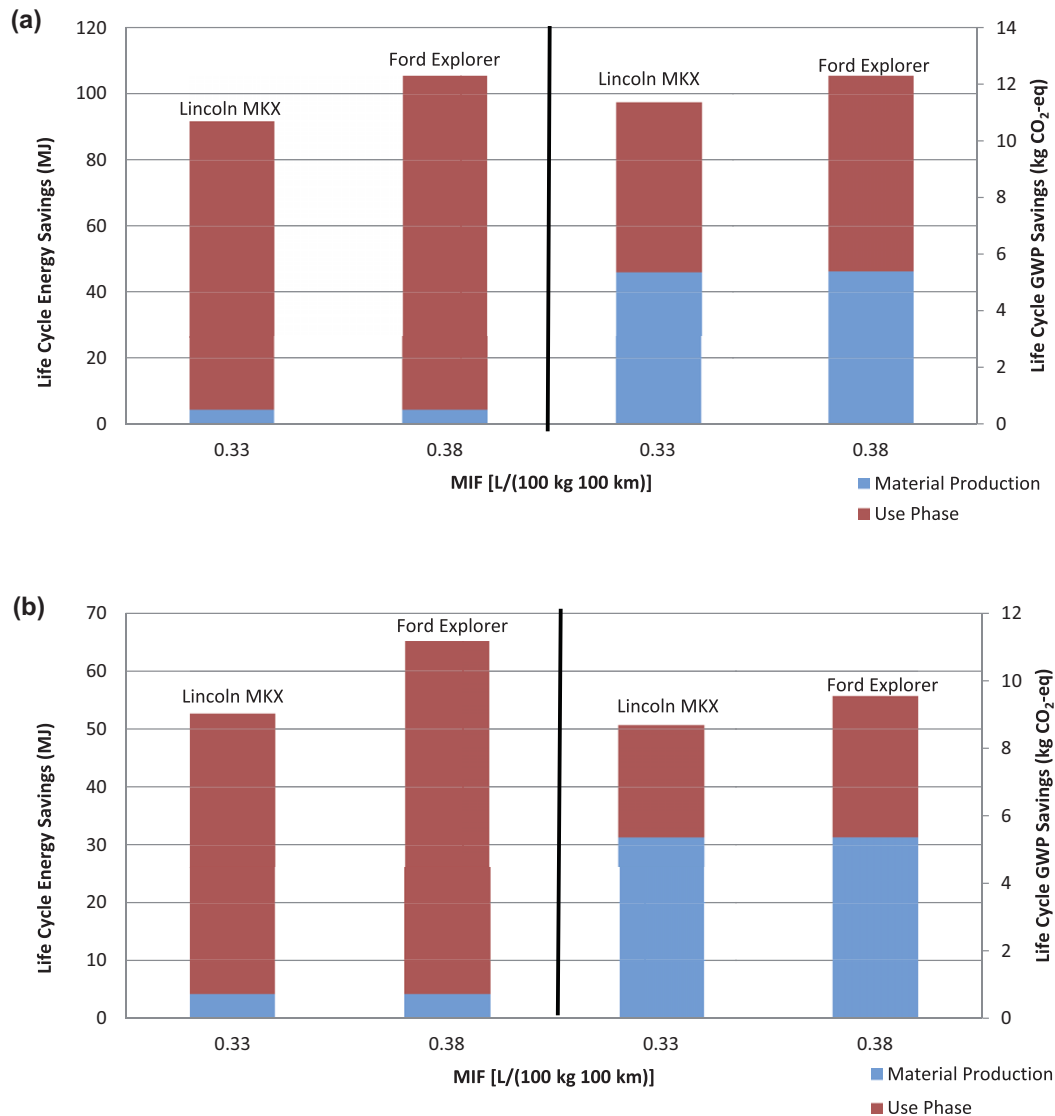 (a)
120
100
80
60
40
20
0
Life Cycle Energy Savings (MJ)
Lincoln MKX
Ford Explorer
Lincoln MKX
Ford Explorer
14
12
10
8
6
4
2
0
Life Cycle GWP Savings (kg CO₂-eq)
0.33 0.38 0.33 0.38
MIF [L/(100 kg 100 km)]
Material Production
Use Phase
(b)
70
60
50
40
30
20
10
0
Life Cycle Energy Savings (MJ)
Lincoln MKX
Ford Explorer
Lincoln MKX
Ford Explorer
12
10
8
6
4
2
0
Life Cycle GWP Savings (kg CO₂-eq)
0.33 0.38 0.33 0.38
MIF [L/(100 kg 100 km)]
Material Production
Use Phase